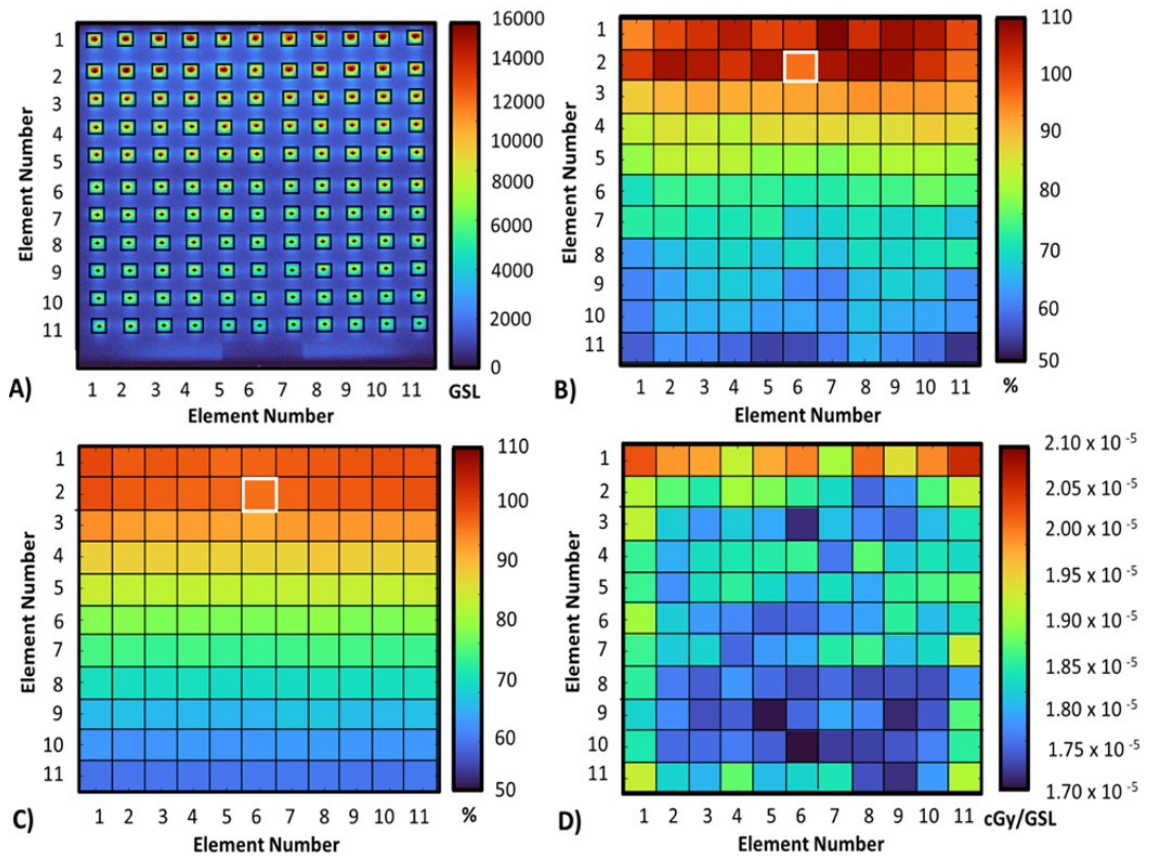 16000
14000
12000
10000
8000
6000
4000
2000
0
1
2
3
4
5
6
7
8
9
10
11
Element Number
A)
1 2 3 4 5 6 7 8 9 10 11
GSL
Element Number
110
100
90
80
70
60
50
1
2
3
4
5
6
7
8
9
10
11
Element Number
B)
1 2 3 4 5 6 7 8 9 10 11
%
Element Number
110
100
90
80
70
60
50
1
2
3
4
5
6
7
8
9
10
11
Element Number
C)
1 2 3 4 5 6 7 8 9 10 11
%
Element Number
2.10 x 10 -5
2.05 x 10 -5
2.00 x 10 -5
1.95 x 10 -5
1.90 x 10 -5
1.85 x 10 -5
1.80 x 10 -5
1.75 x 10 -5
1.70 x 10 -5
1
2
3
4
5
6
7
8
9
10
11
Element Number
D)
1 2 3 4 5 6 7 8 9 10 11
cGy/GSL
Element Number